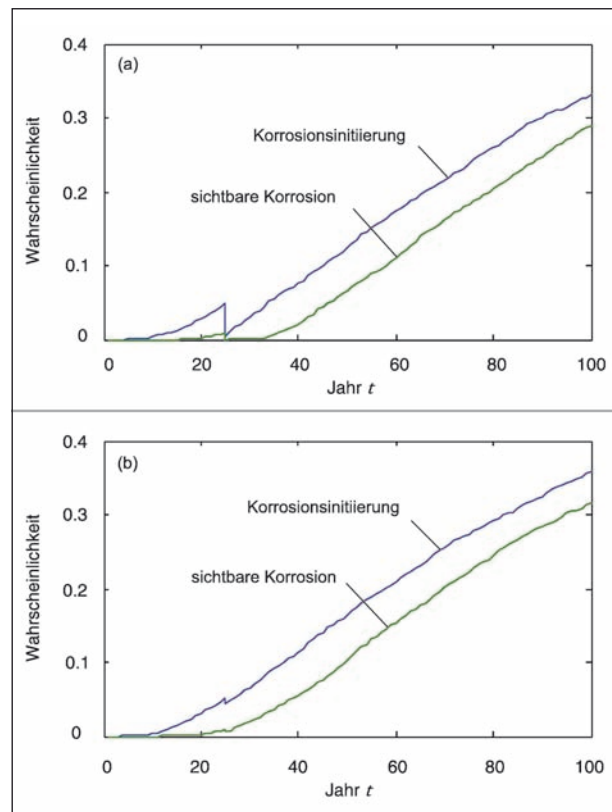 (a)
0.4
0.3
0.2
0.1
0
Wahrscheinlichkeit
Korrosionsinitiierung
sichtbare Korrosion
0 20 40 60 80 100
Jahr t
(b)
0.4
0.3
0.2
0.1
0
Wahrscheinlichkeit
Korrosionsinitiierung
sichtbare Korrosion
0 20 40 60 80 100
Jahr t